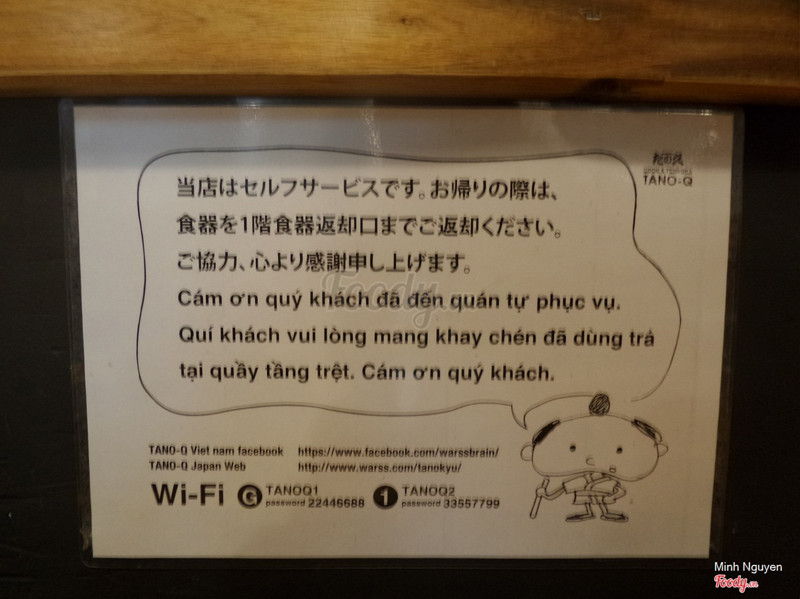 たの久
TANO-Q
当店はセルフサービスです。お帰りの際は、
食器を1階食器返却口までご返却ください。
ご協力、心より感謝申し上げます。
Foody.vn
Cám ơn quý khách đã đến quán tự phục vụ.
Quí khách vui lòng mang khay chén đã dùng trả
tại quầy tầng trệt. Cám ơn quý khách.
TANO-Q Viet nam facebook https://www.facebook.com/warssbrain/
TANO-Q Japan Web http://www.warss.com/tanokyu/
Wi-Fi G TANOQ1 password 22446688 1 TANOQ2 password 33557799
Minh Nguyen
Foody.vn